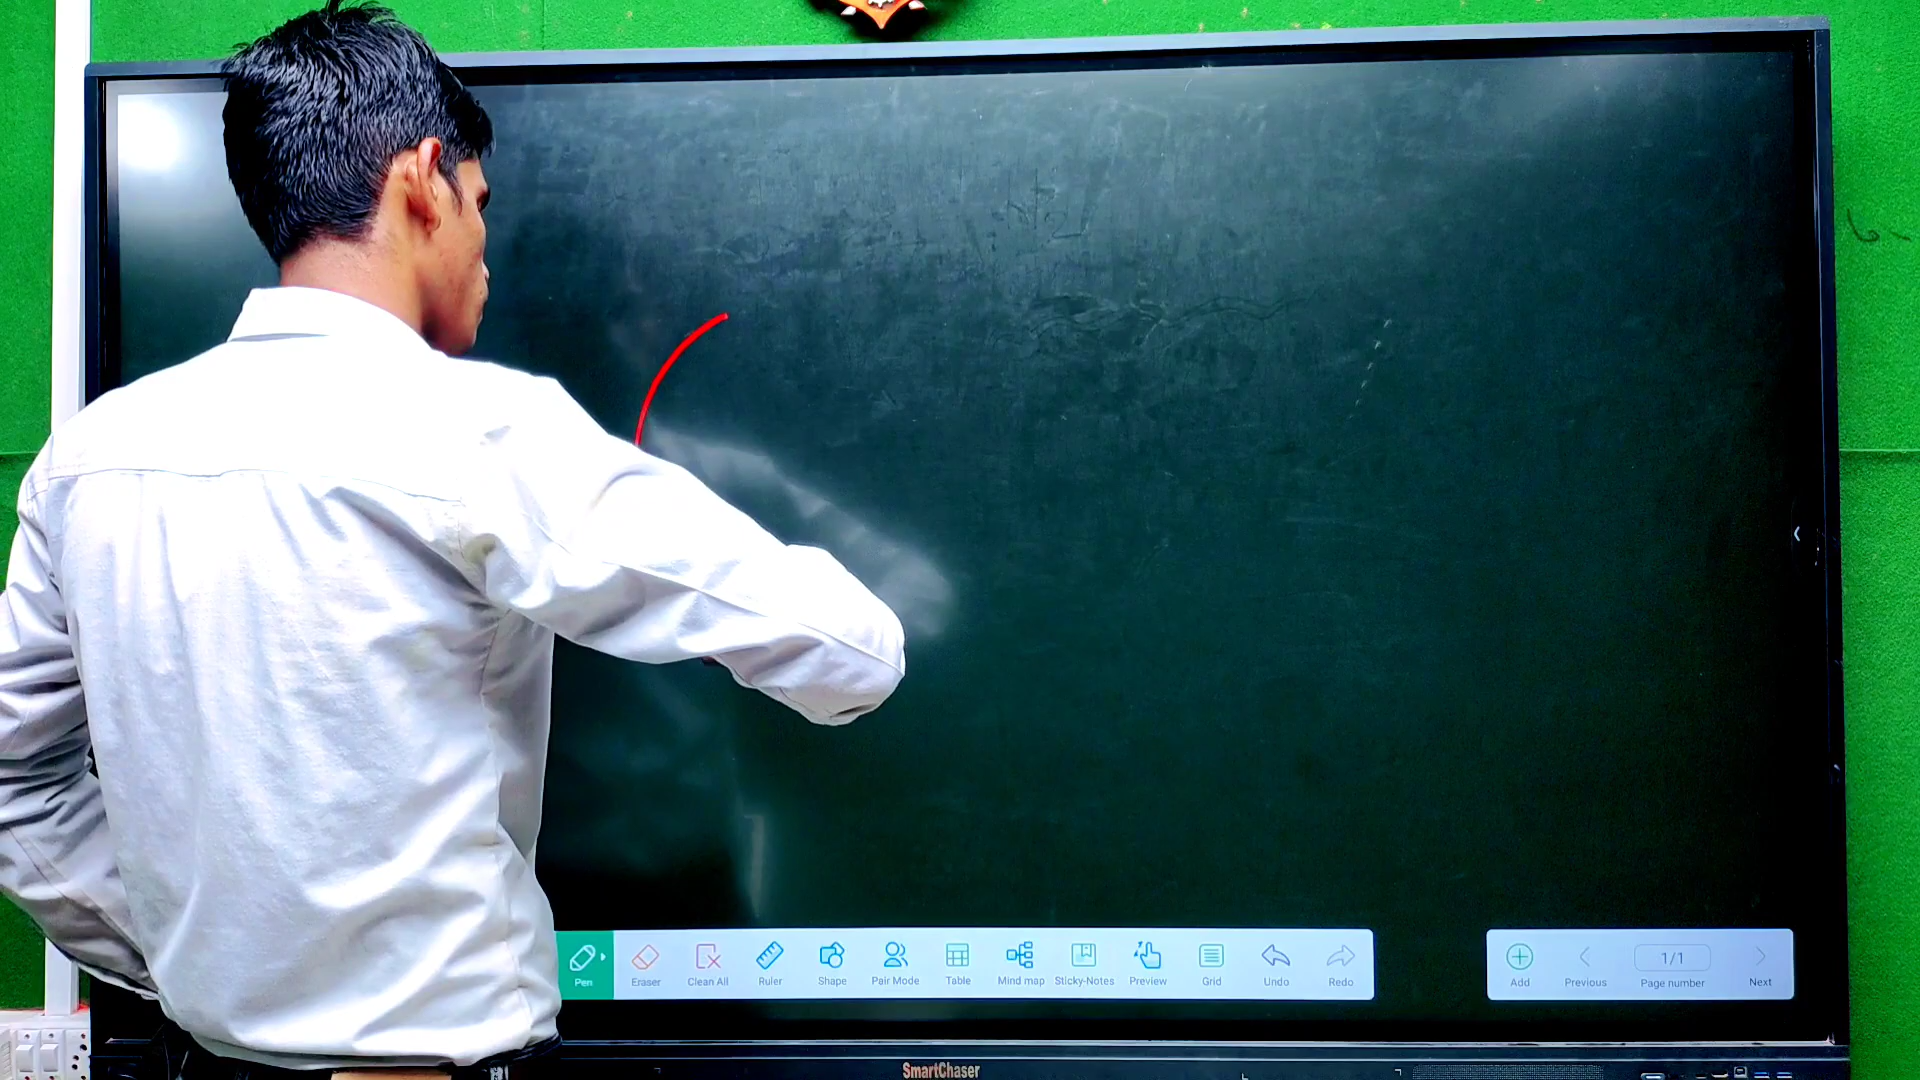 Pen Eraser Clean All Ruler Shape Pair Mode Table Mind map Sticky-Notes Preview Grid Undo Redo
Add Previous 1/1 Page number Next
SmartChaser